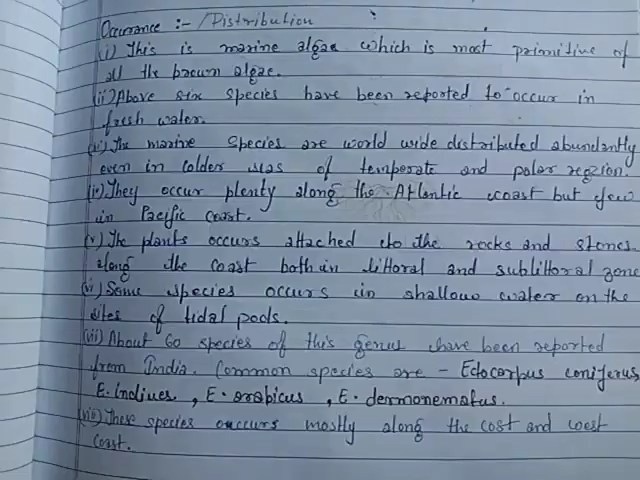 Occurance :- /Distribution
(i) This is marine algae which is most primitive of
all the brown algae.
(ii) Above six species have been reported to occur in
fresh water.
(iii) The marine species are world wide distributed abundantly
even in colder seas of temperate and polar region.
(iv) They occur plenty along the Atlantic coast but few
in Pacific coast.
(v) The plants occurs attached to the rocks and stones
along the coast both in littoral and sublittoral zone
(vi) Some species occurs in shallow water on the
sites of tidal pools.
(vii) About 60 species of this genus have been reported
from India. Common species are - Ectocarpus coniferus,
E. indicus, E. arabicus, E. dermonematus.
(viii) These species occurs mostly along the cost and west
coast.